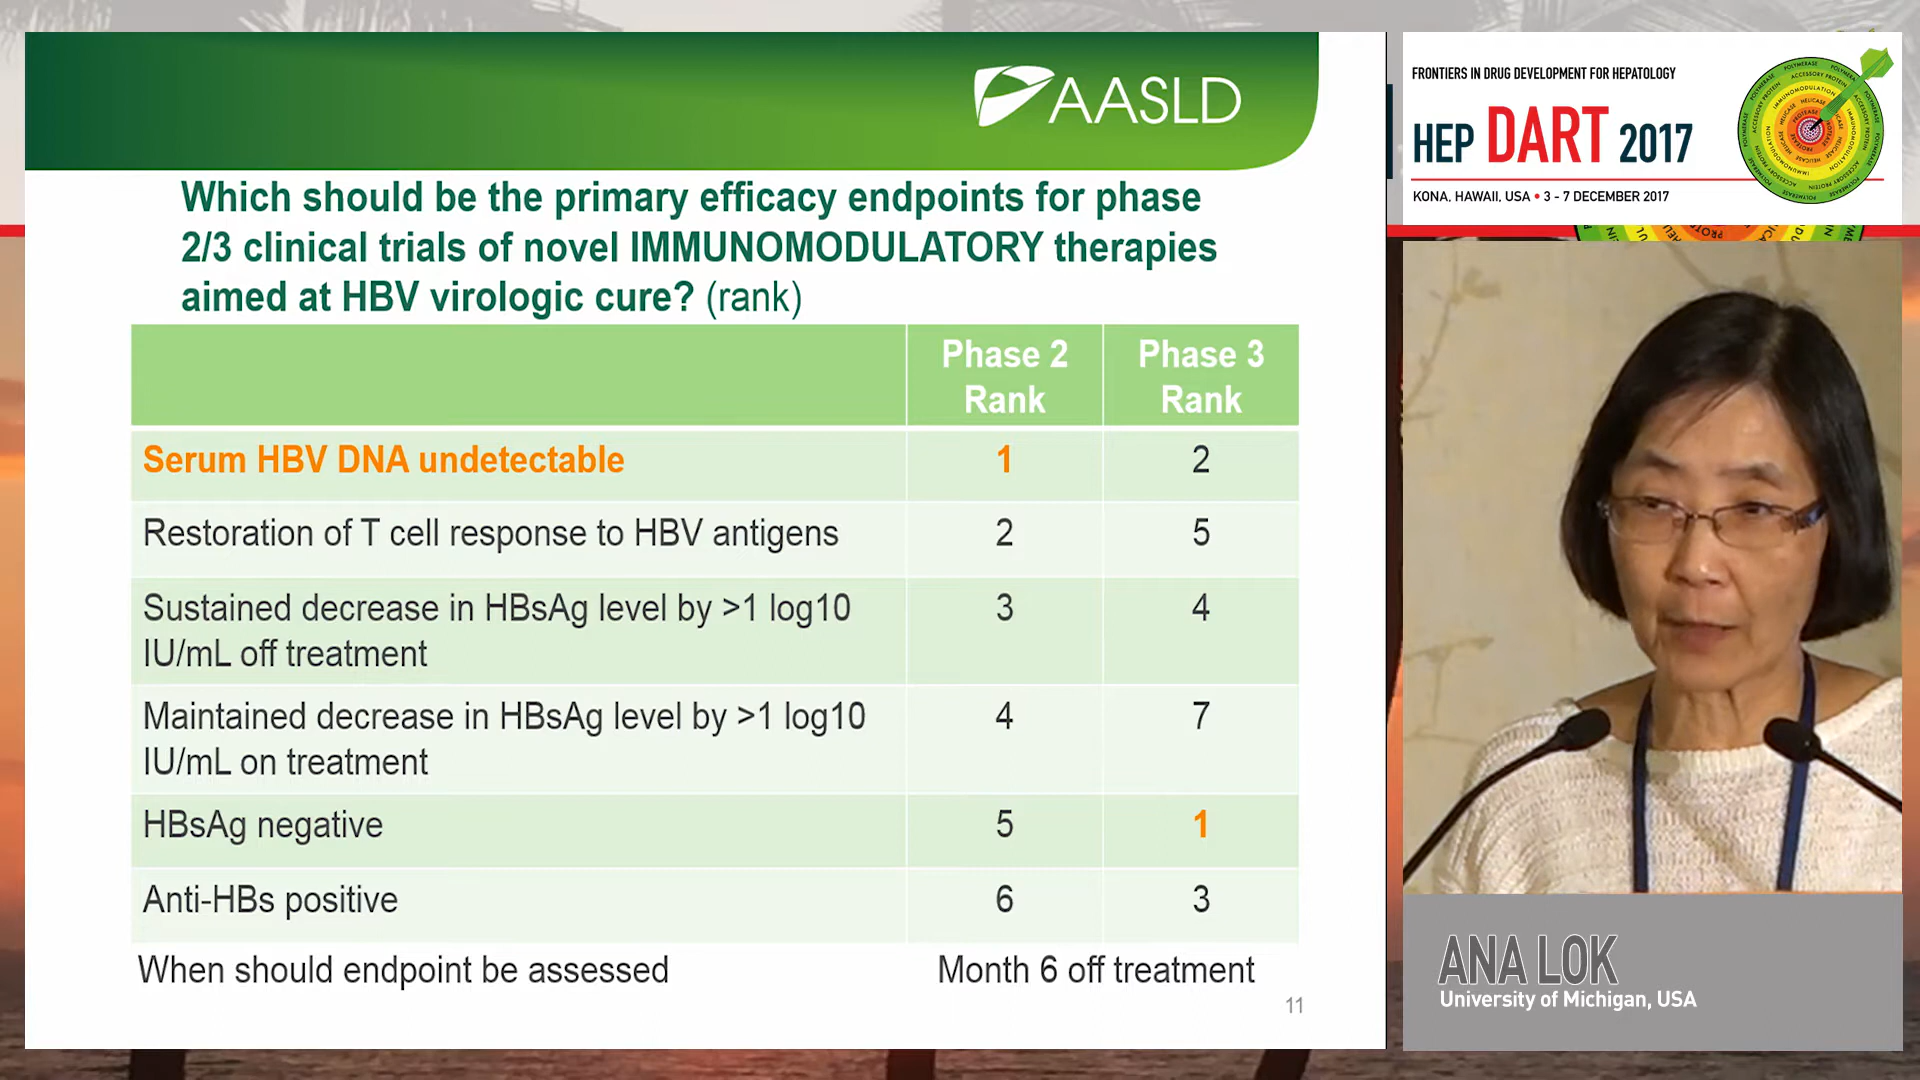 AASLD
Which should be the primary efficacy endpoints for phase
2/3 clinical trials of novel IMMUNOMODULATORY therapies
aimed at HBV virologic cure? (rank)
Phase 2 Rank
Phase 3 Rank
Serum HBV DNA undetectable 1 2
Restoration of T cell response to HBV antigens 2 5
Sustained decrease in HBsAg level by >1 log10
IU/mL off treatment 3 4
Maintained decrease in HBsAg level by >1 log10
IU/mL on treatment 4 7
HBsAg negative 5 1
Anti-HBs positive 6 3
When should endpoint be assessed Month 6 off treatment
11
FRONTIERS IN DRUG DEVELOPMENT FOR HEPATOLOGY
HEP DART 2017
KONA, HAWAII, USA • 3 - 7 DECEMBER 2017
POLYMERASE
ACCESSORY PROTEIN
IMMUNOMODULATION
HELICASE
PROTEASE
ANA LOK
University of Michigan, USA